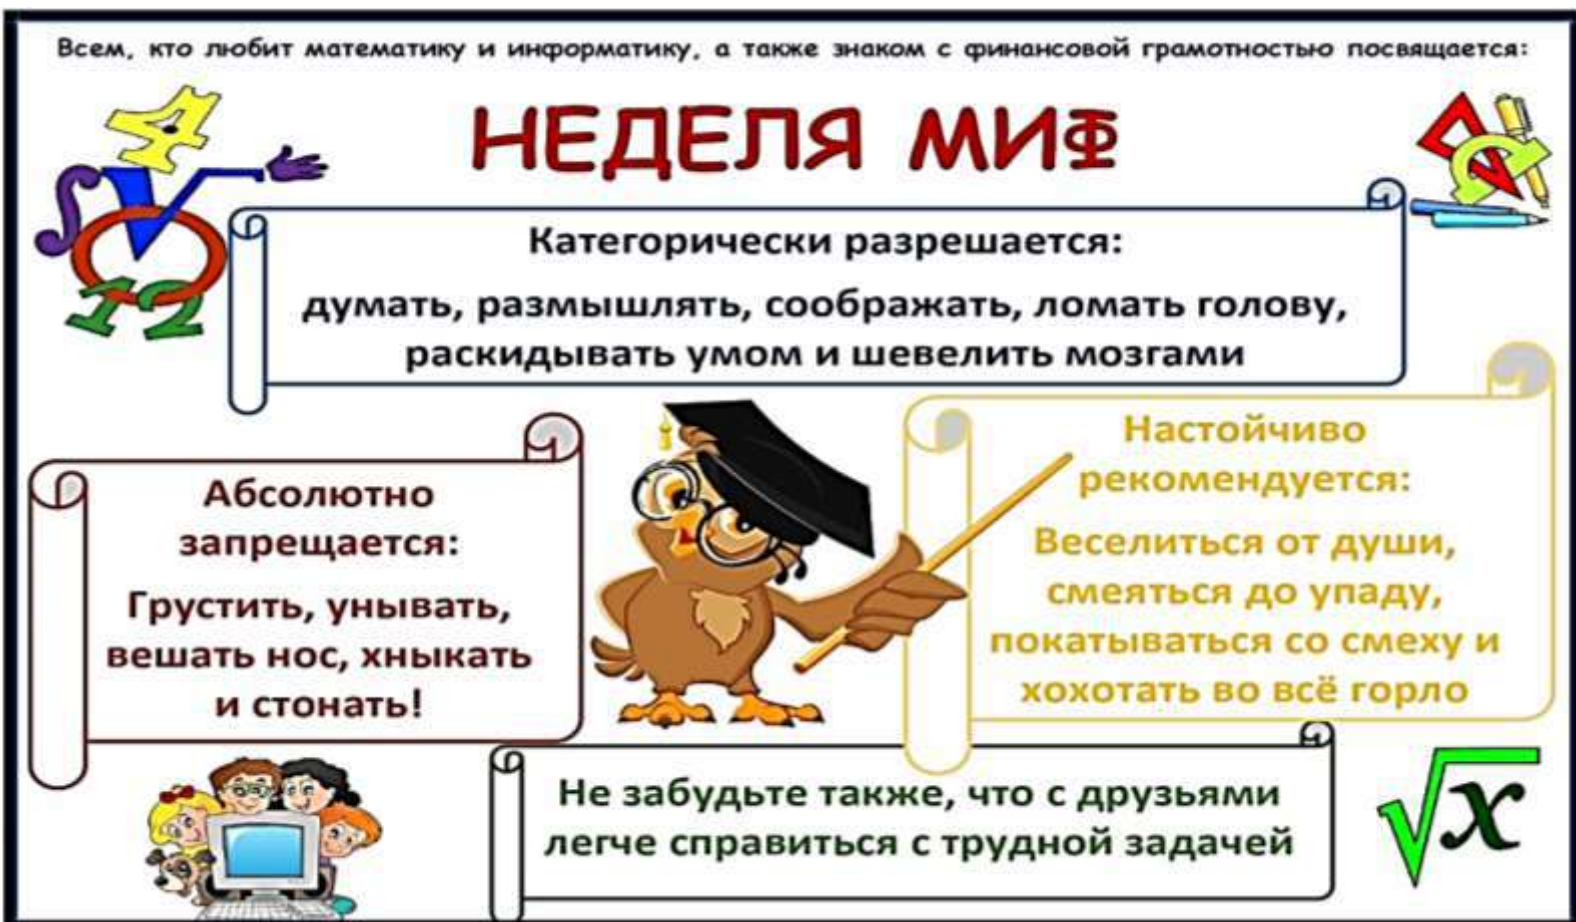 Всем, кто любит математику и информатику, а также знаком с финансовой грамотностью посвящается:
НЕДЕЛЯ МИФ
Категорически разрешается:
думать, размышлять, соображать, ломать голову,
раскидывать умом и шевелить мозгами
Абсолютно
запрещается:
Грустить, унывать,
вешать нос, хныкать
и стонать!
Настойчиво
рекомендуется:
Веселиться от души,
смеяться до упаду,
покатываться со смеху и
хохотать во всё горло
Не забудьте также, что с друзьями
легче справиться с трудной задачей
4
12
√x